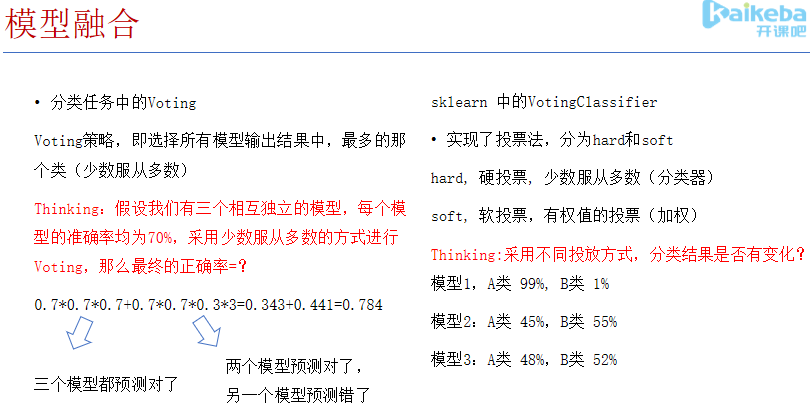 模型融合
Kaikeba
开课吧
• 分类任务中的Voting
Voting策略，即选择所有模型输出结果中，最多的那
个类（少数服从多数）
Thinking：假设我们有三个相互独立的模型，每个模
型的准确率均为70%，采用少数服从多数的方式进行
Voting，那么最终的正确率=？
0.7*0.7*0.7+0.7*0.7*0.3*3=0.343+0.441=0.784
三个模型都预测对了
两个模型预测对了，
另一个模型预测错了
sklearn 中的VotingClassifier
• 实现了投票法，分为hard和soft
hard, 硬投票, 少数服从多数（分类器）
soft, 软投票，有权值的投票（加权）
Thinking:采用不同投放方式，分类结果是否有变化？
模型1，A类 99%, B类 1%
模型2：A类 45%，B类 55%
模型3：A类 48%，B类 52%